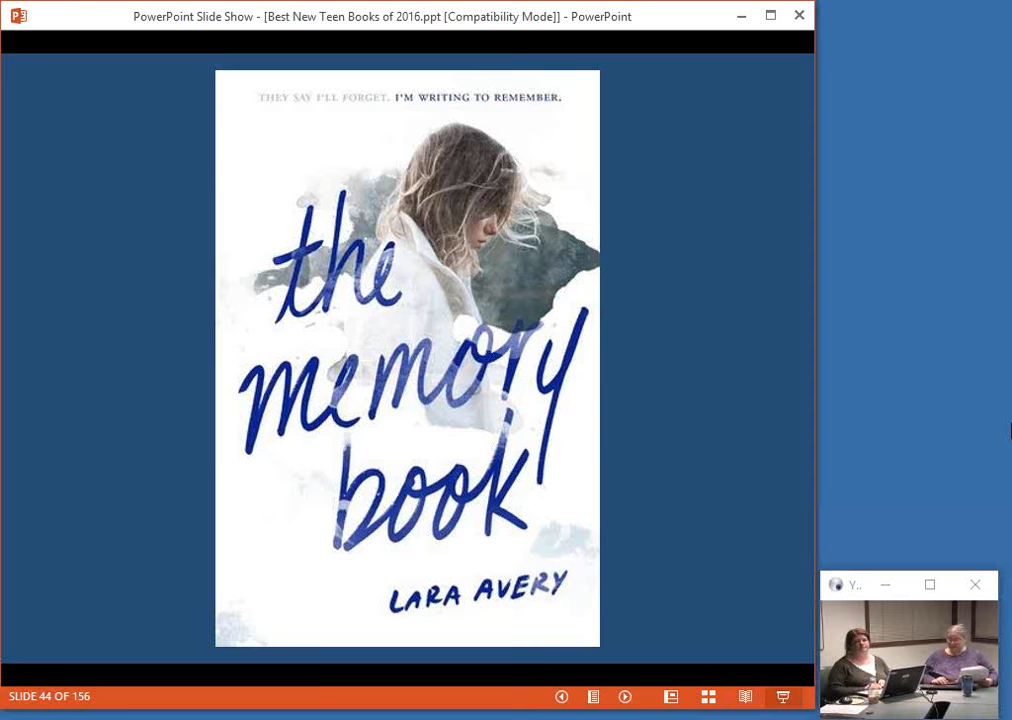 PowerPoint Slide Show - [Best New Teen Books of 2016.ppt [Compatibility Mode]] - PowerPoint
THEY SAY I'LL FORGET. I'M WRITING TO REMEMBER.
the
memory
book
LARA AVERY
Y..
SLIDE 44 OF 156